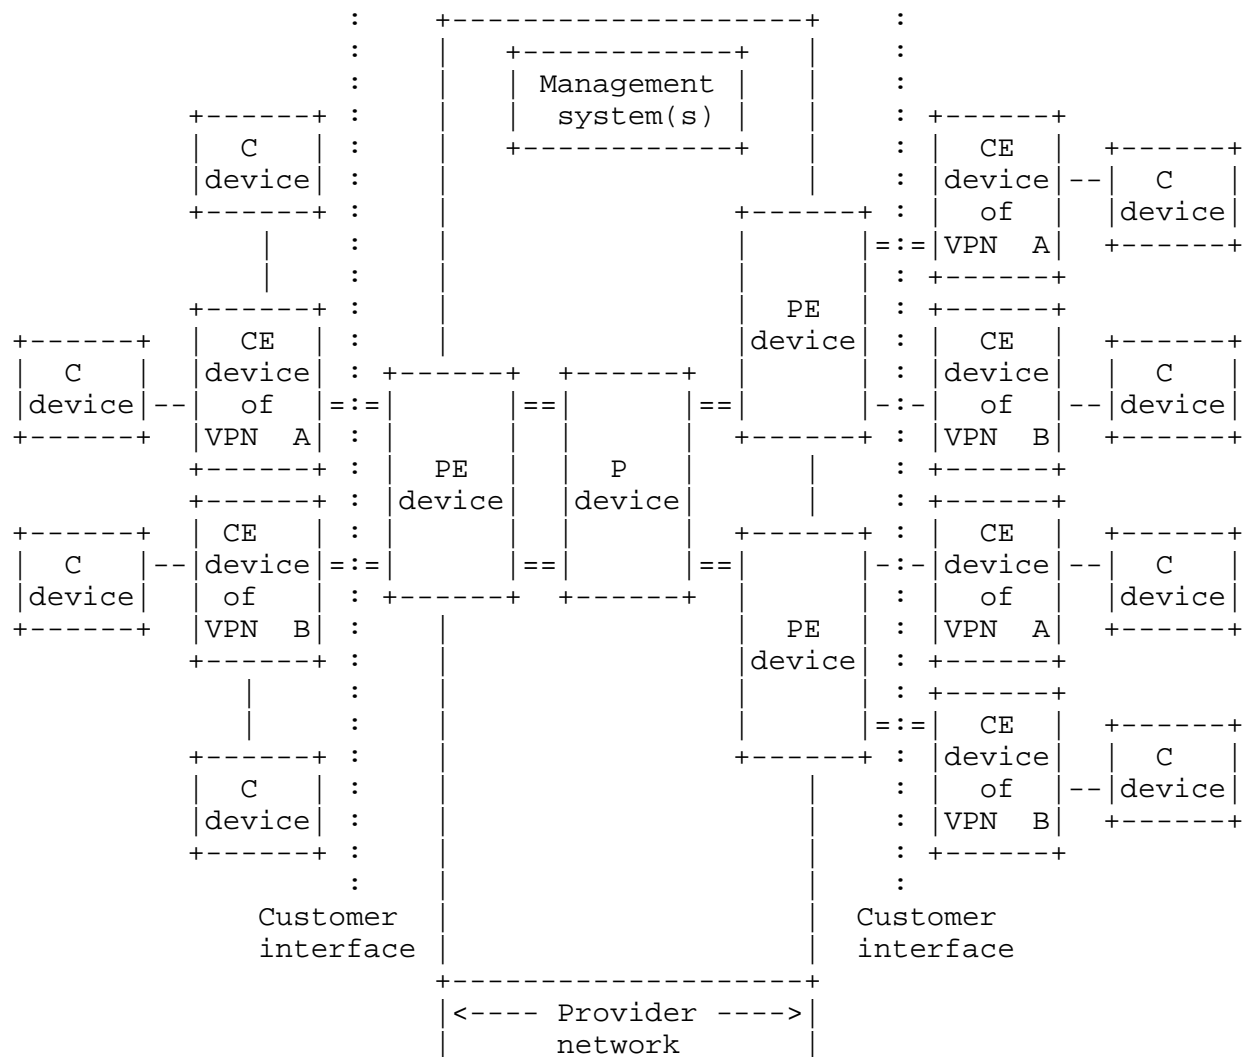 Management
system(s)
C
device
CE
device
of
VPN A
C
device
C
device
CE
device
of
VPN A
PE
device
P
device
PE
device
CE
device
of
VPN B
C
device
C
device
CE
device
of
VPN B
PE
device
CE
device
of
VPN A
C
device
C
device
CE
device
of
VPN B
C
device
Customer
interface
Customer
interface
<---- Provider ---->
network